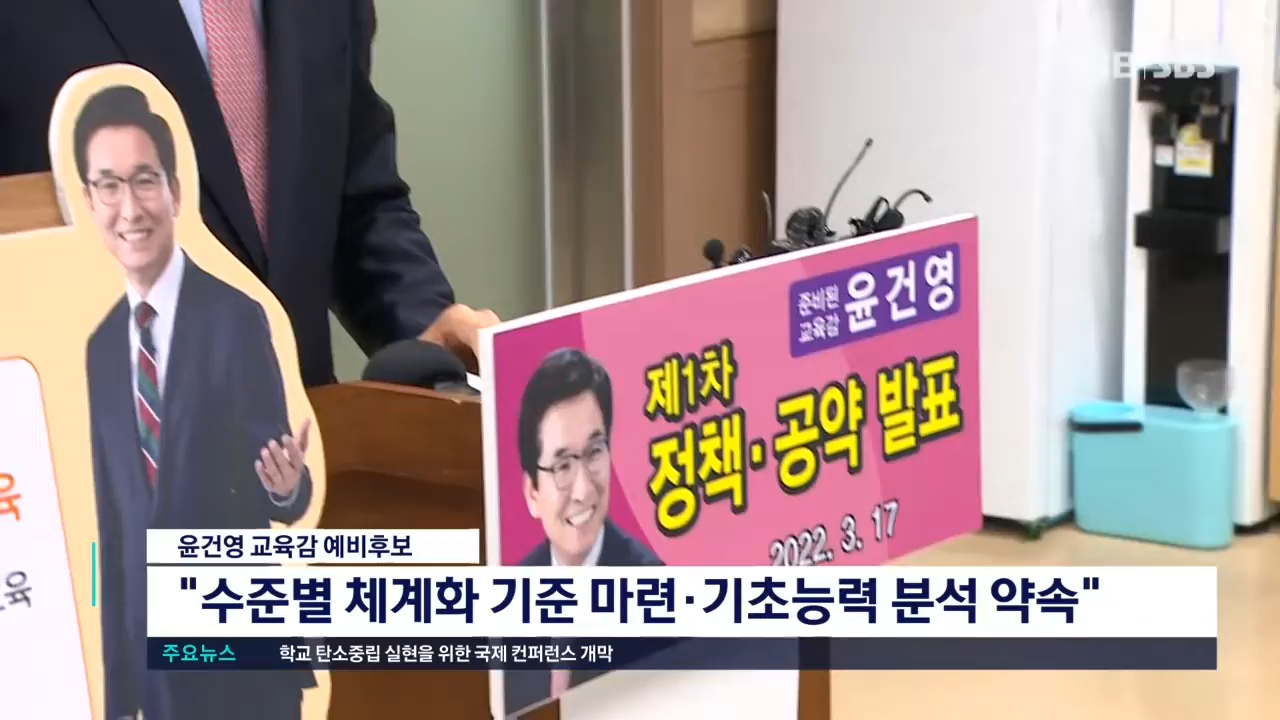 준비된
교육감
윤건영
제1차
정책·공약 발표
2022. 3. 17
육
육
윤건영 교육감 예비후보
"수준별 체계화 기준 마련·기초능력 분석 약속"
주요뉴스 학교 탄소중립 실현을 위한 국제 컨퍼런스 개막